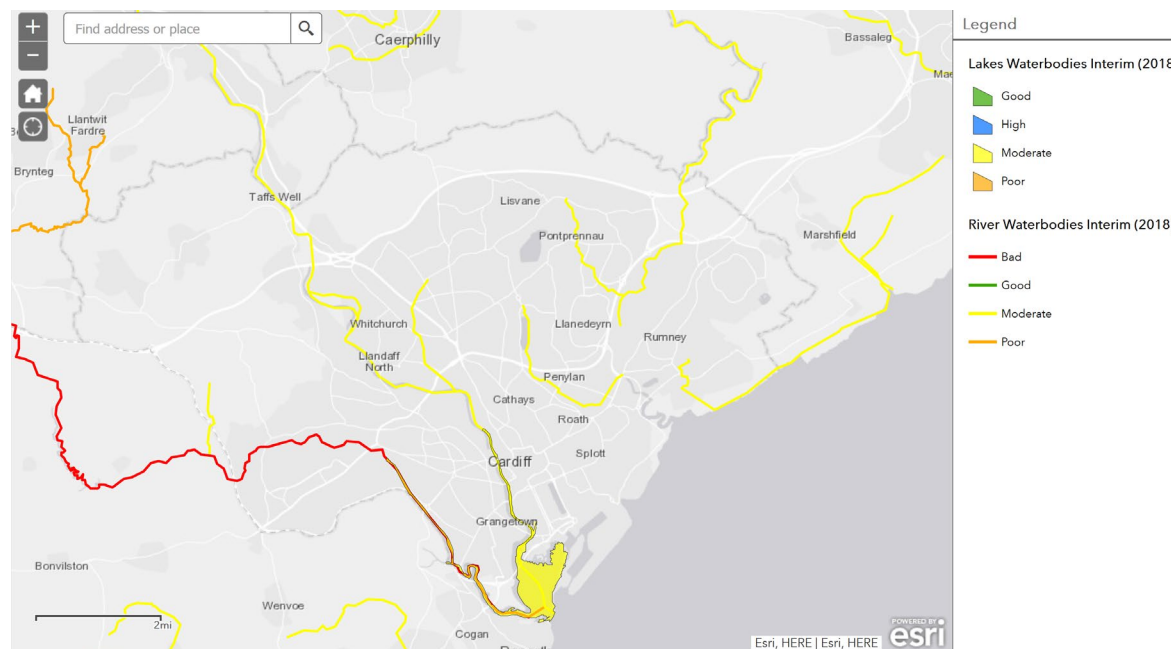 +
−
Find address or place
Caerphilly
Bassaleg
Llantwit
Fardre
Brynteg
Taffs Well
Lisvane
Pontprennau
Marshfield
Whitchurch
Llanedeyrn
Rumney
Llandaff
North
Penylan
Cathays
Roath
Splott
Cardiff
Grangetown
Bonvilston
Wenvoe
2mi
Cogan
Esri, HERE | Esri, HERE
POWERED BY
esri
Legend
Lakes Waterbodies Interim (2018
Good
High
Moderate
Poor
River Waterbodies Interim (2018
Bad
Good
Moderate
Poor